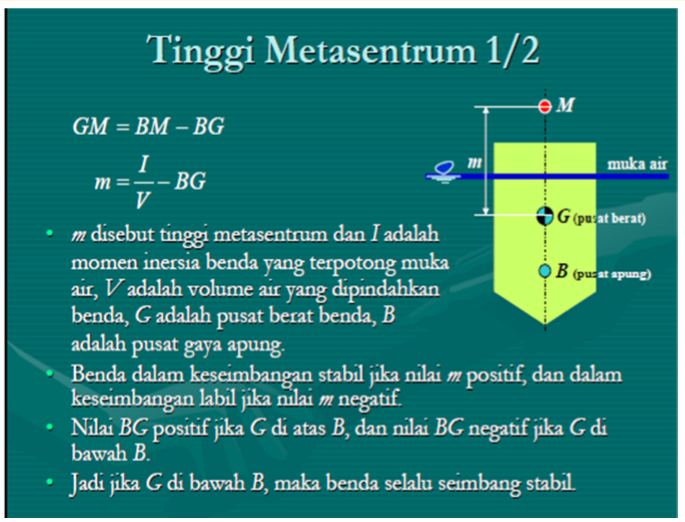 Tinggi Metasentrum 1/2
GM = BM − BG
m = I/V − BG
• m disebut tinggi metasentrum dan I adalah
momen inersia benda yang terpotong muka
air, V adalah volume air yang dipindahkan
benda, G adalah pusat berat benda, B
adalah pusat gaya apung.
• Benda dalam keseimbangan stabil jika nilai m positif, dan dalam
keseimbangan labil jika nilai m negatif.
• Nilai BG positif jika G di atas B, dan nilai BG negatif jika G di
bawah B.
• Jadi jika G di bawah B, maka benda selalu seimbang stabil.
M
m
muka air
G (pusat berat)
B (pusat apung)